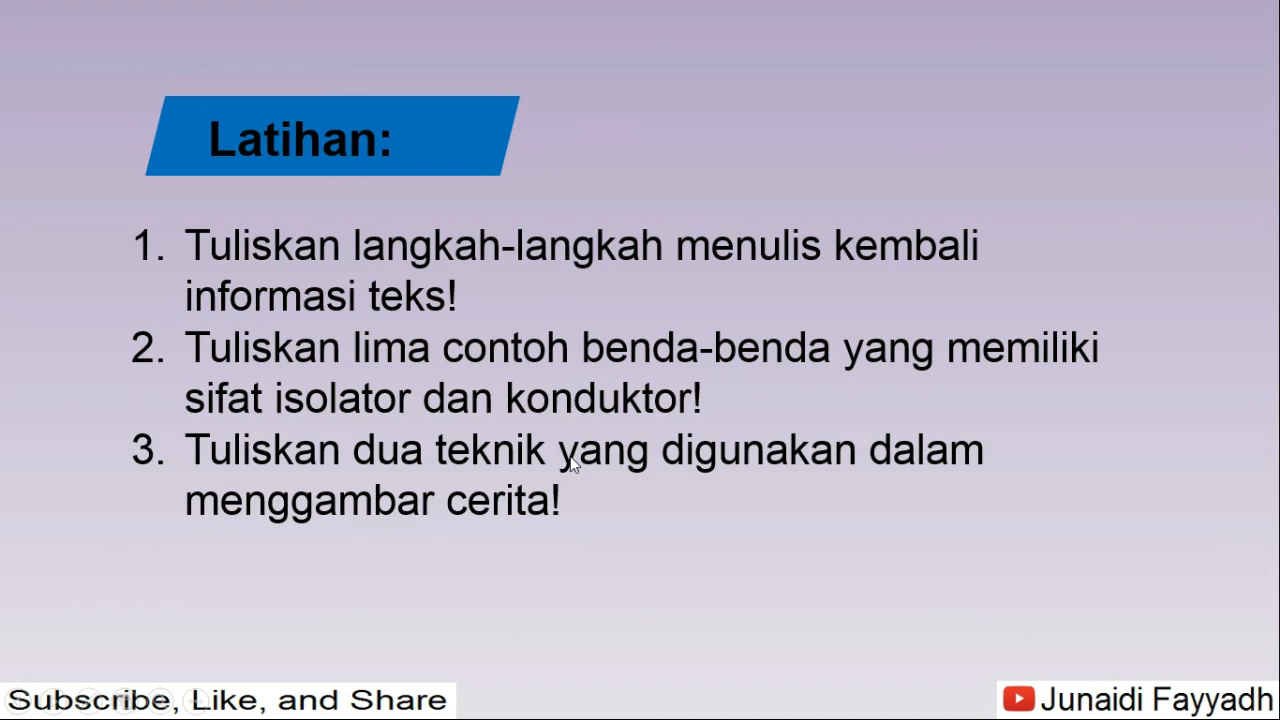 Latihan:
1. Tuliskan langkah-langkah menulis kembali
informasi teks!
2. Tuliskan lima contoh benda-benda yang memiliki
sifat isolator dan konduktor!
3. Tuliskan dua teknik yang digunakan dalam
menggambar cerita!
Subscribe, Like, and Share
Junaidi Fayyadh